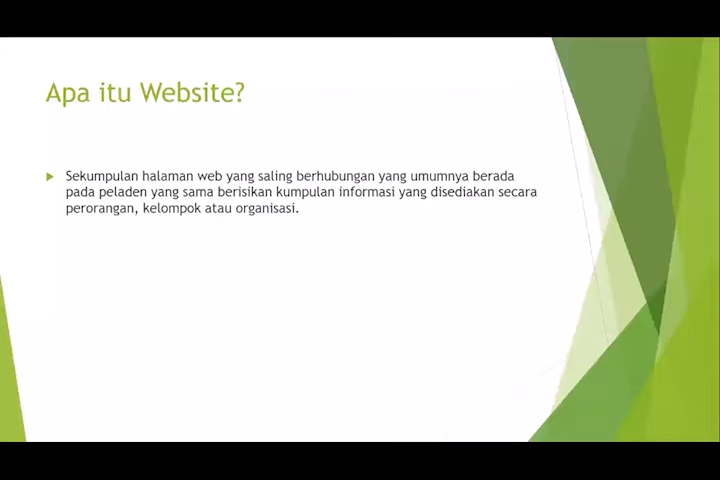 Apa itu Website?
Sekumpulan halaman web yang saling berhubungan yang umumnya berada
pada peladen yang sama berisikan kumpulan informasi yang disediakan secara
perorangan, kelompok atau organisasi.